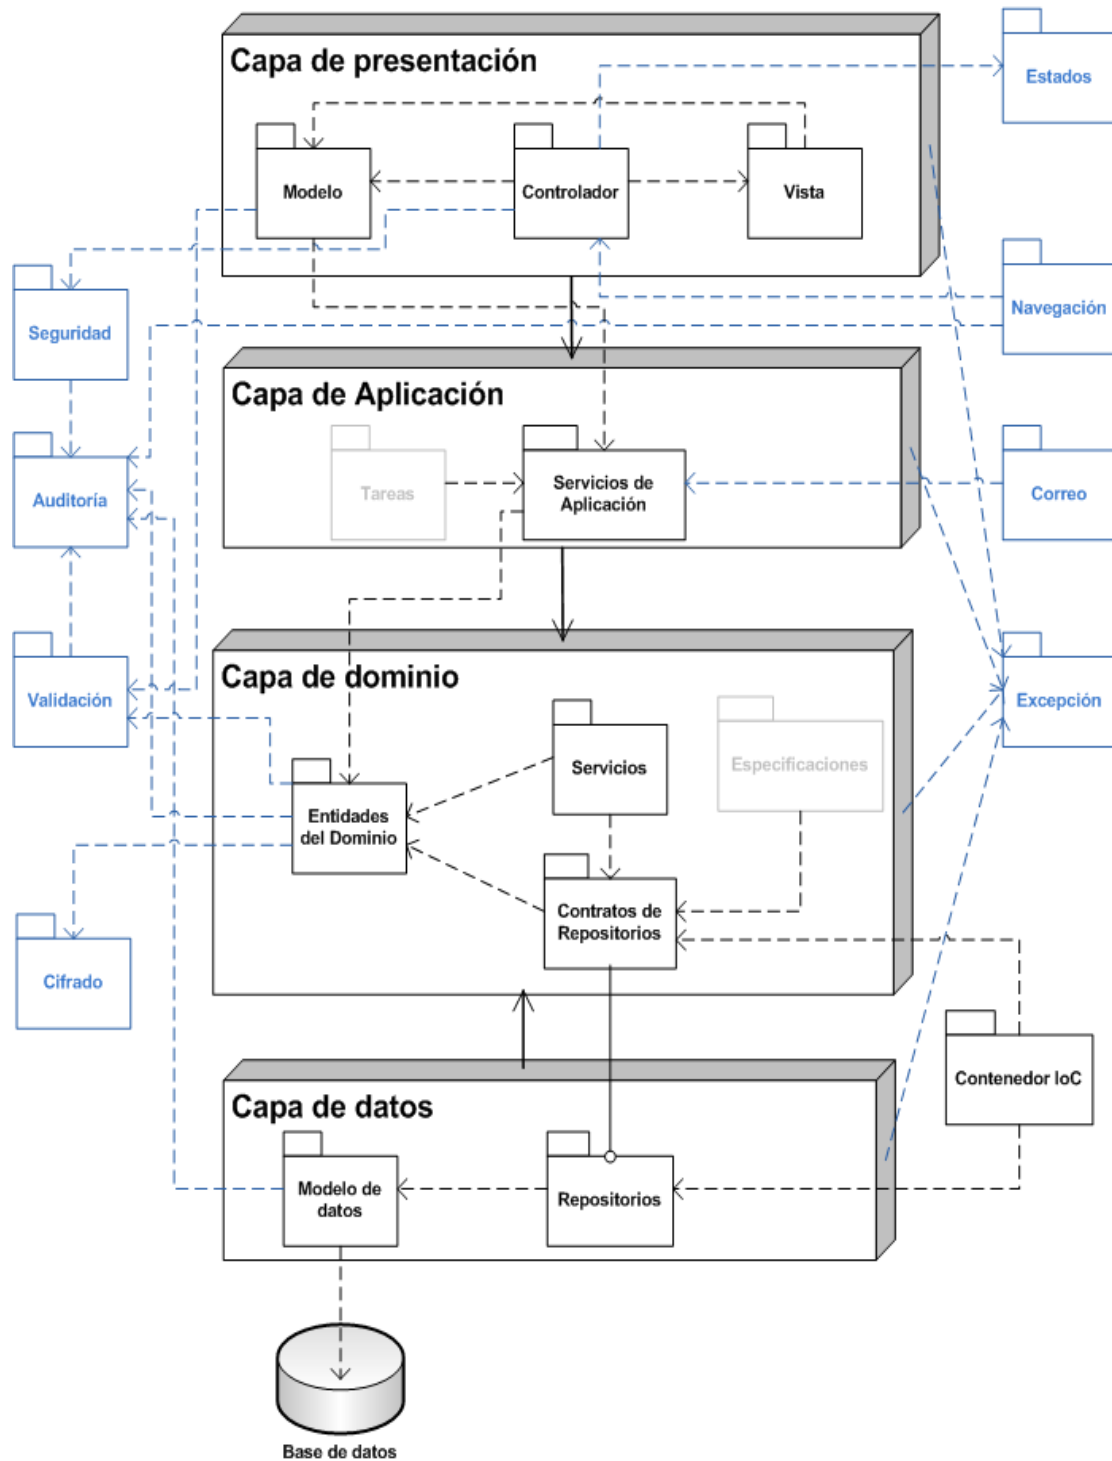 Capa de presentación
Estados
Modelo
Controlador
Vista
Seguridad
Navegación
Capa de Aplicación
Tareas
Servicios de
Aplicación
Auditoría
Correo
Capa de dominio
Validación
Servicios
Especificaciones
Excepción
Entidades
del Dominio
Contratos de
Repositorios
Cifrado
Contenedor IoC
Capa de datos
Modelo de
datos
Repositorios
Base de datos